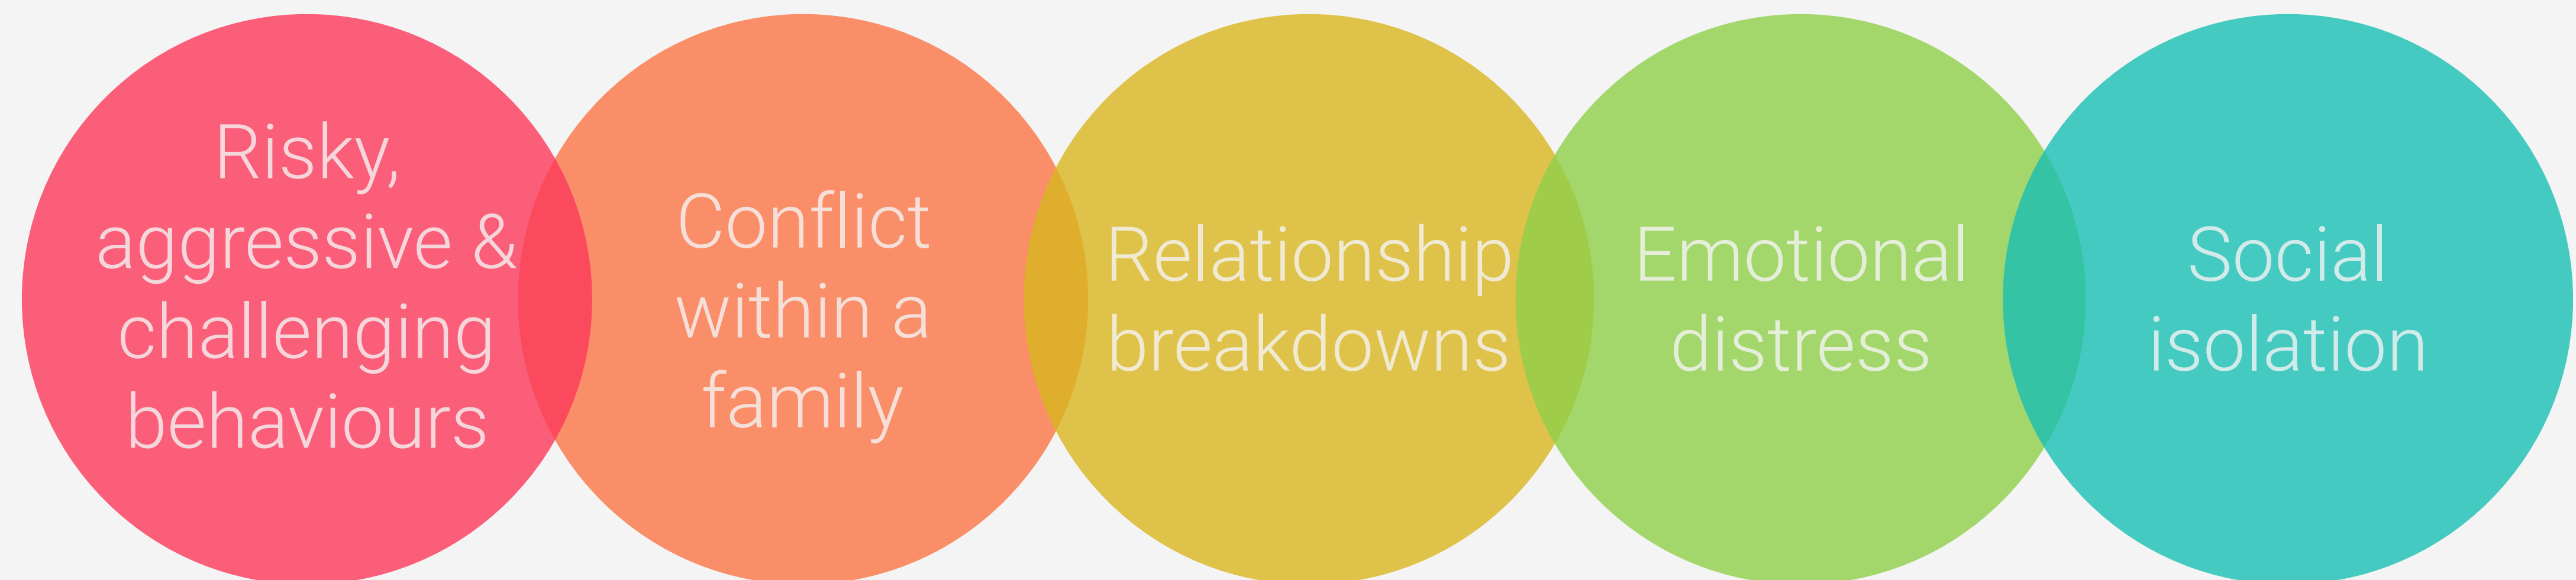 Risky,
aggressive &
challenging
behaviours
Conflict
within a
family
Relationship
breakdowns
Emotional
distress
Social
isolation